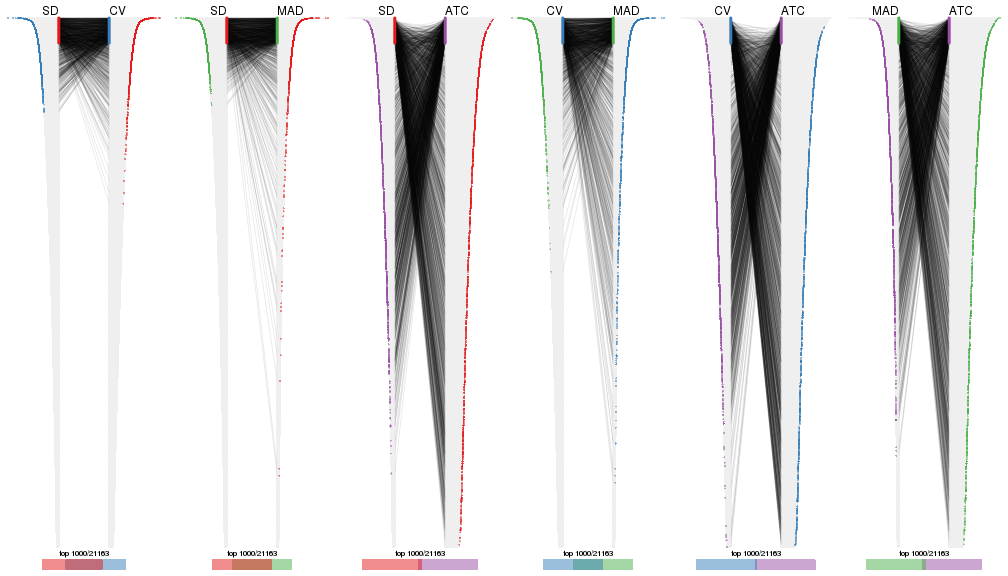 SD CV
SD MAD
SD ATC
CV MAD
CV ATC
MAD ATC
top 1000/21163
top 1000/21163
top 1000/21163
top 1000/21163
top 1000/21163
top 1000/21163